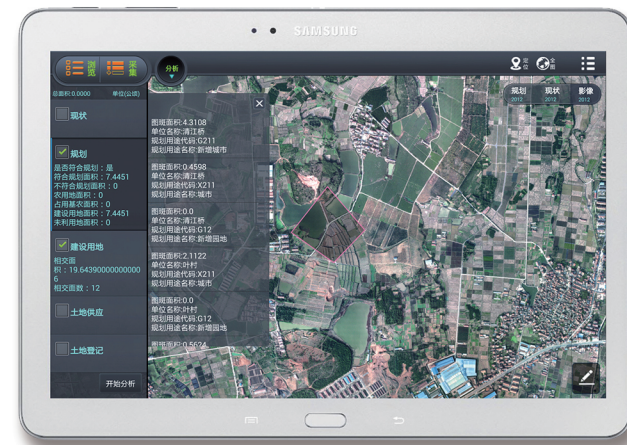 SAMSUNG
浏览
采集
分析
定位
全图
总面积:0.0000 单位(公顷)
现状
规划
是否符合规划：是
符合规划面积：7.4451
不符合规划面积：0
农用地面积：0
占用基农面积：0
建设用地面积：7.4451
未利用地面积：0
建设用地
相交面
积：19.64390000000000
6
相交面数：12
土地供应
土地登记
开始分析
图斑面积:4.3108
单位名称:清江桥
规划用途代码:G211
规划用途名称:新增城市
图斑面积:0.4598
单位名称:清江桥
规划用途代码:X211
规划用途名称:城市
图斑面积:0.0
单位名称:清江桥
规划用途代码:G12
规划用途名称:新增园地
图斑面积:2.1122
单位名称:叶村
规划用途代码:X211
规划用途名称:城市
图斑面积:0.0
单位名称:叶村
规划用途代码:G12
规划用途名称:新增园地
图斑面积:0.5624
规划
2012
现状
2012
影像
2012